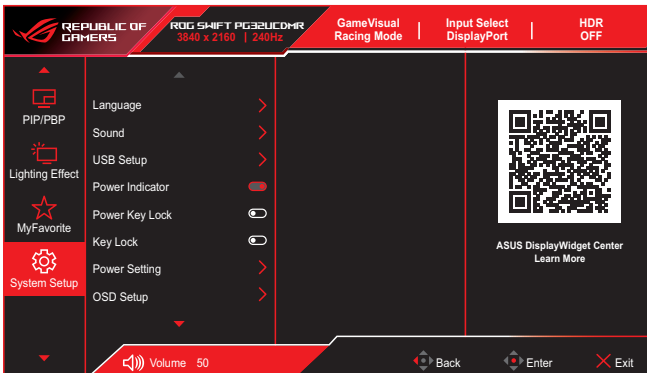 REPUBLIC OF
GAMERS
ROG SWIFT PG32UCDMR
3840 x 2160 | 240Hz
GameVisual
Racing Mode
Input Select
DisplayPort
HDR
OFF
PIP/PBP
Lighting Effect
MyFavorite
System Setup
Language
Sound
USB Setup
Power Indicator
Power Key Lock
Key Lock
Power Setting
OSD Setup
ASUS DisplayWidget Center
Learn More
Volume 50
Back
Enter
Exit